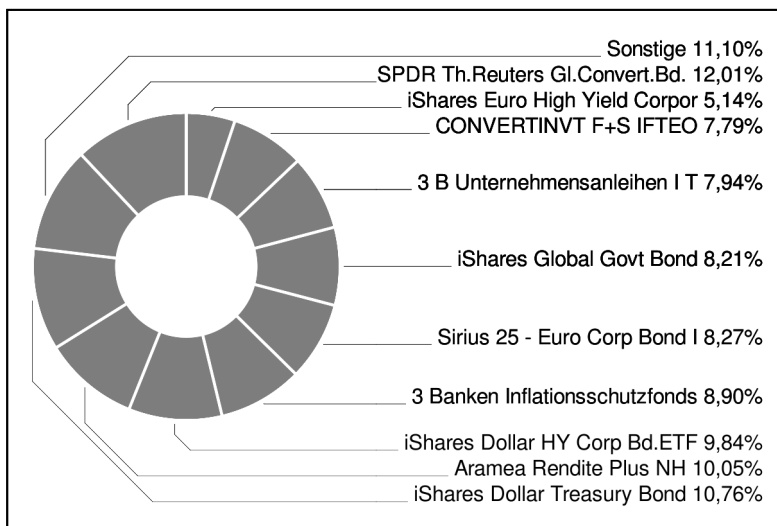 Sonstige 11,10%
SPDR Th.Reuters Gl.Convert.Bd. 12,01%
iShares Euro High Yield Corpor 5,14%
CONVERTINVT F+S IFTEO 7,79%
3 B Unternehmensanleihen I T 7,94%
iShares Global Govt Bond 8,21%
Sirius 25 - Euro Corp Bond I 8,27%
3 Banken Inflationsschutzfonds 8,90%
iShares Dollar HY Corp Bd.ETF 9,84%
Aramea Rendite Plus NH 10,05%
iShares Dollar Treasury Bond 10,76%